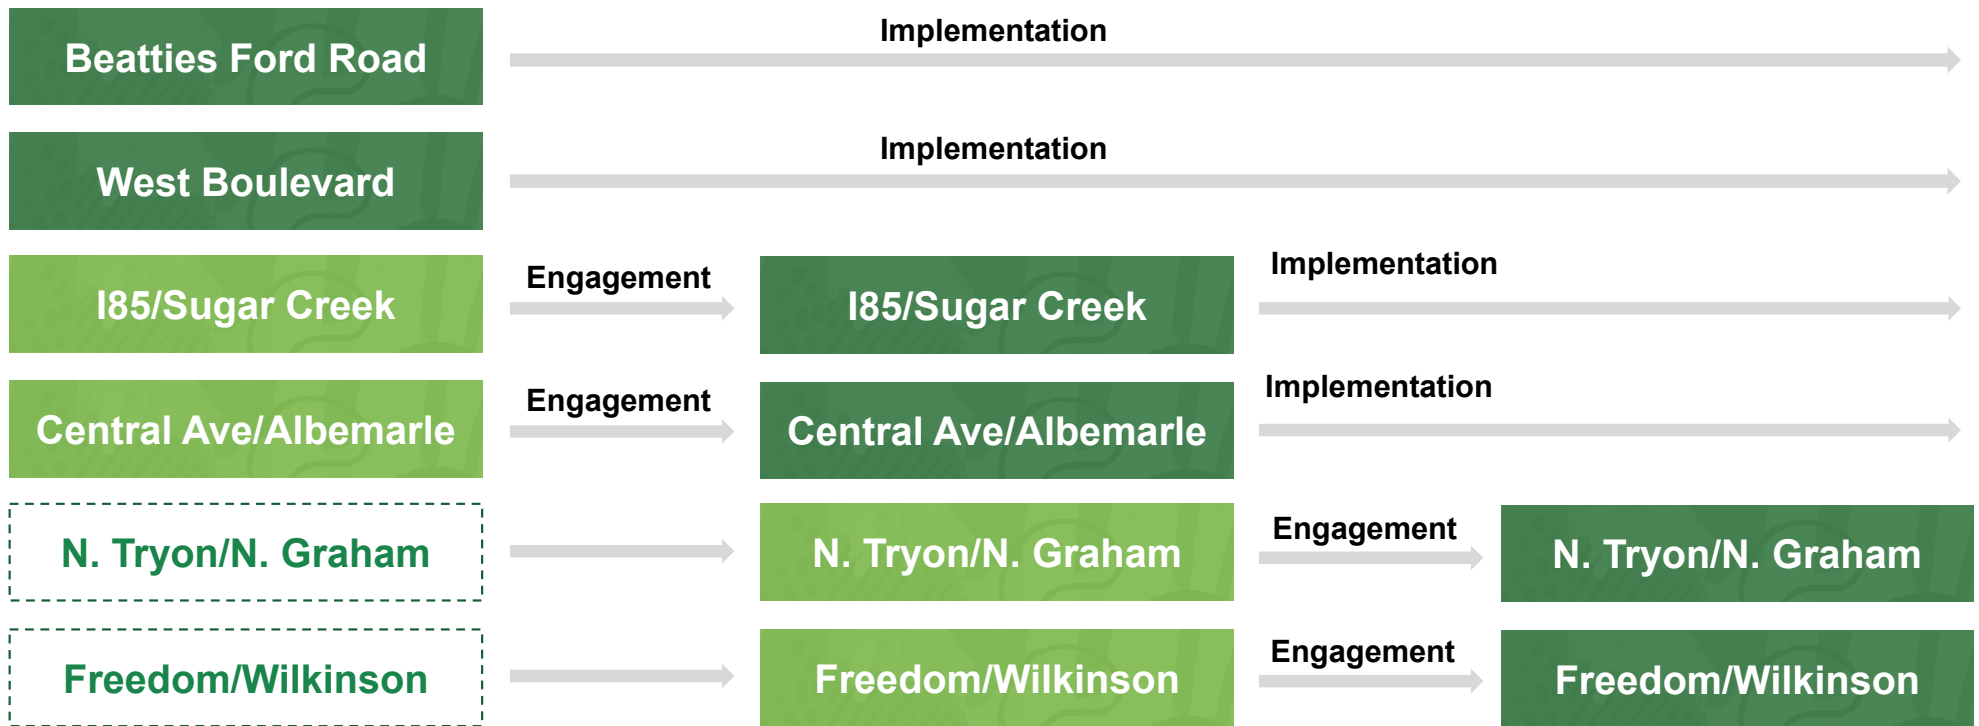 Beatties Ford Road
Implementation
West Boulevard
Implementation
I85/Sugar Creek
Engagement
I85/Sugar Creek
Implementation
Central Ave/Albemarle
Engagement
Central Ave/Albemarle
Implementation
N. Tryon/N. Graham
N. Tryon/N. Graham
Engagement
N. Tryon/N. Graham
Freedom/Wilkinson
Freedom/Wilkinson
Engagement
Freedom/Wilkinson